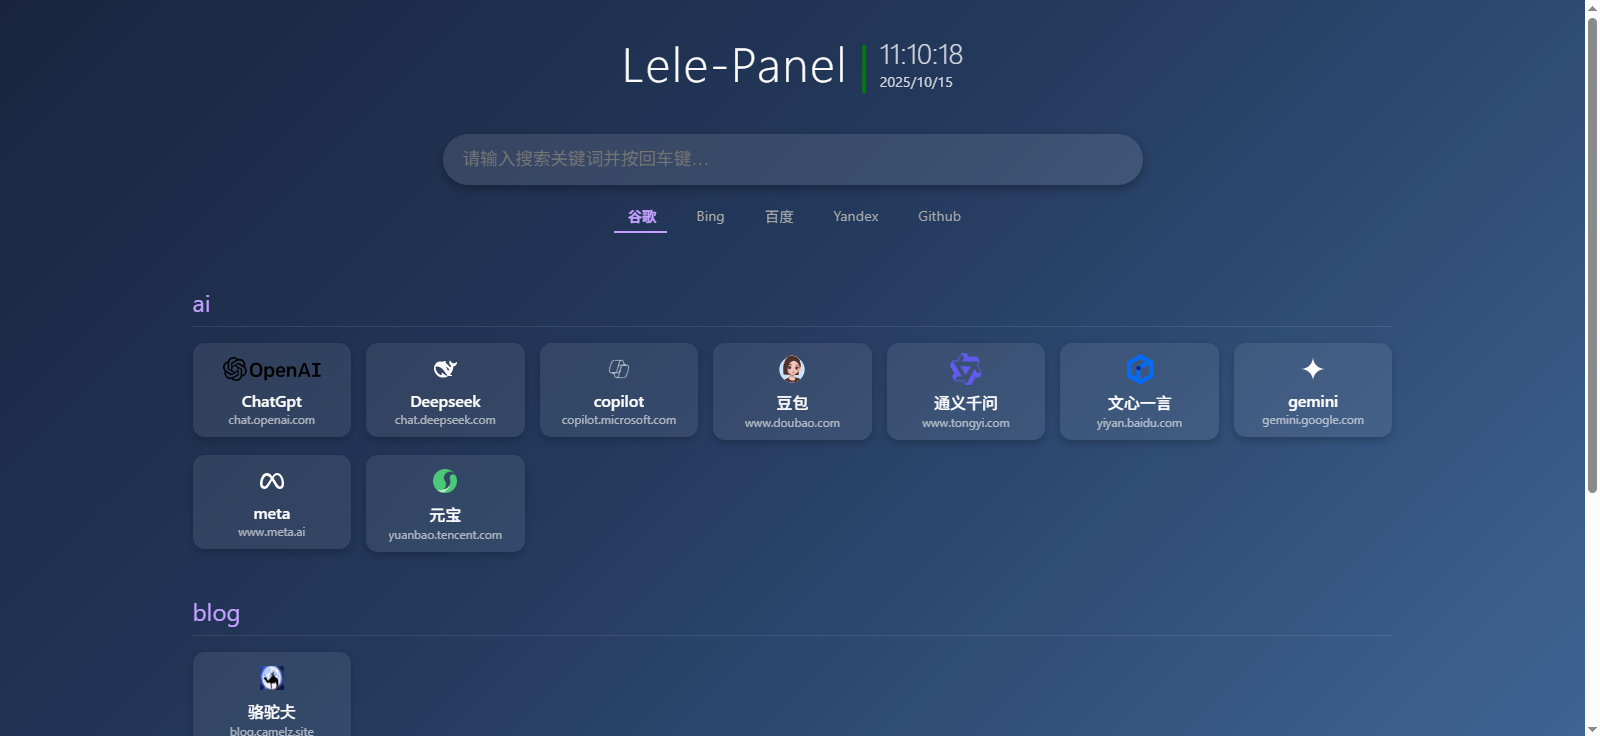 Lele-Panel
11:10:18
2025/10/15
请输入搜索关键词并按回车键...
谷歌 Bing 百度 Yandex Github
ai
OpenAI
ChatGpt
chat.openai.com
Deepseek
chat.deepseek.com
copilot
copilot.microsoft.com
豆包
www.doubao.com
通义千问
www.tongyi.com
文心一言
yiyan.baidu.com
gemini
gemini.google.com
meta
www.meta.ai
元宝
yuanbao.tencent.com
blog
骆驼夫
blog.camelz.site